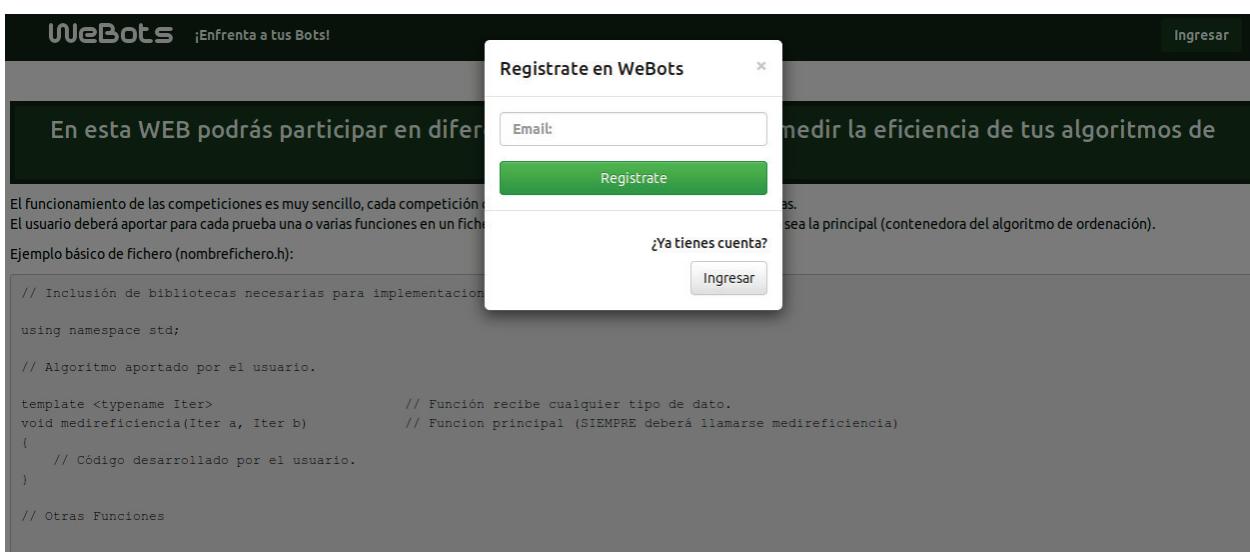 WeBots ¡Enfrenta a tus Bots! Ingresar
Registrate en WeBots ×
Email:
Registrate
¿Ya tienes cuenta?
Ingresar
En esta WEB podrás participar en difer medir la eficiencia de tus algoritmos de
El funcionamiento de las competiciones es muy sencillo, cada competición as.
El usuario deberá aportar para cada prueba una o varias funciones en un fiche sea la principal (contenedora del algoritmo de ordenación).
Ejemplo básico de fichero (nombrefichero.h):
// Inclusión de bibliotecas necesarias para implementacion
using namespace std;
// Algoritmo aportado por el usuario.
template <typename Iter> // Función recibe cualquier tipo de dato.
void medireficiencia(Iter a, Iter b) // Funcion principal (SIEMPRE deberá llamarse medireficiencia)
{
// Código desarrollado por el usuario.
}
// Otras Funciones